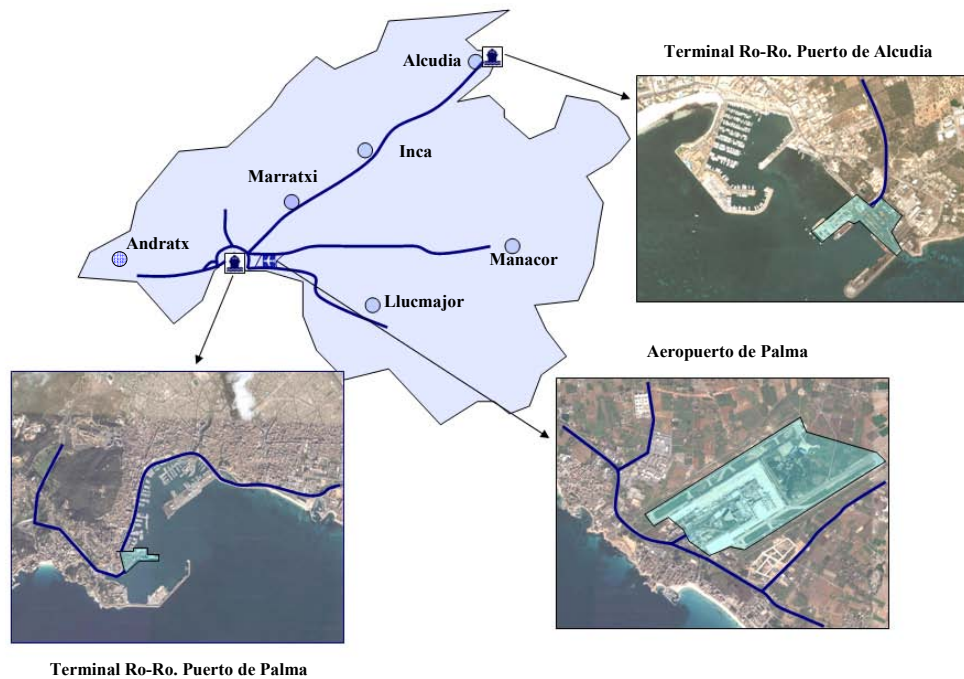 Terminal Ro-Ro. Puerto de Alcudia
Alcudia
Inca
Marratxi
Andratx
Manacor
Llucmajor
Aeropuerto de Palma
Terminal Ro-Ro. Puerto de Palma